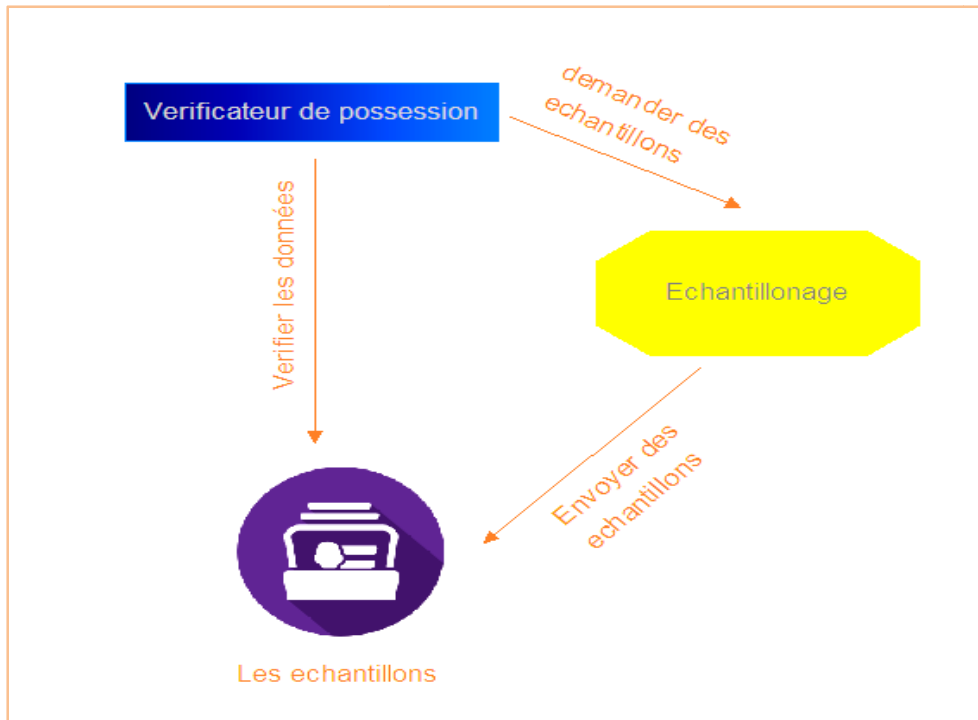 Verificateur de possession
demander des
echantillons
Verifier les données
Echantillonage
Envoyer des
echantillons
Les echantillons